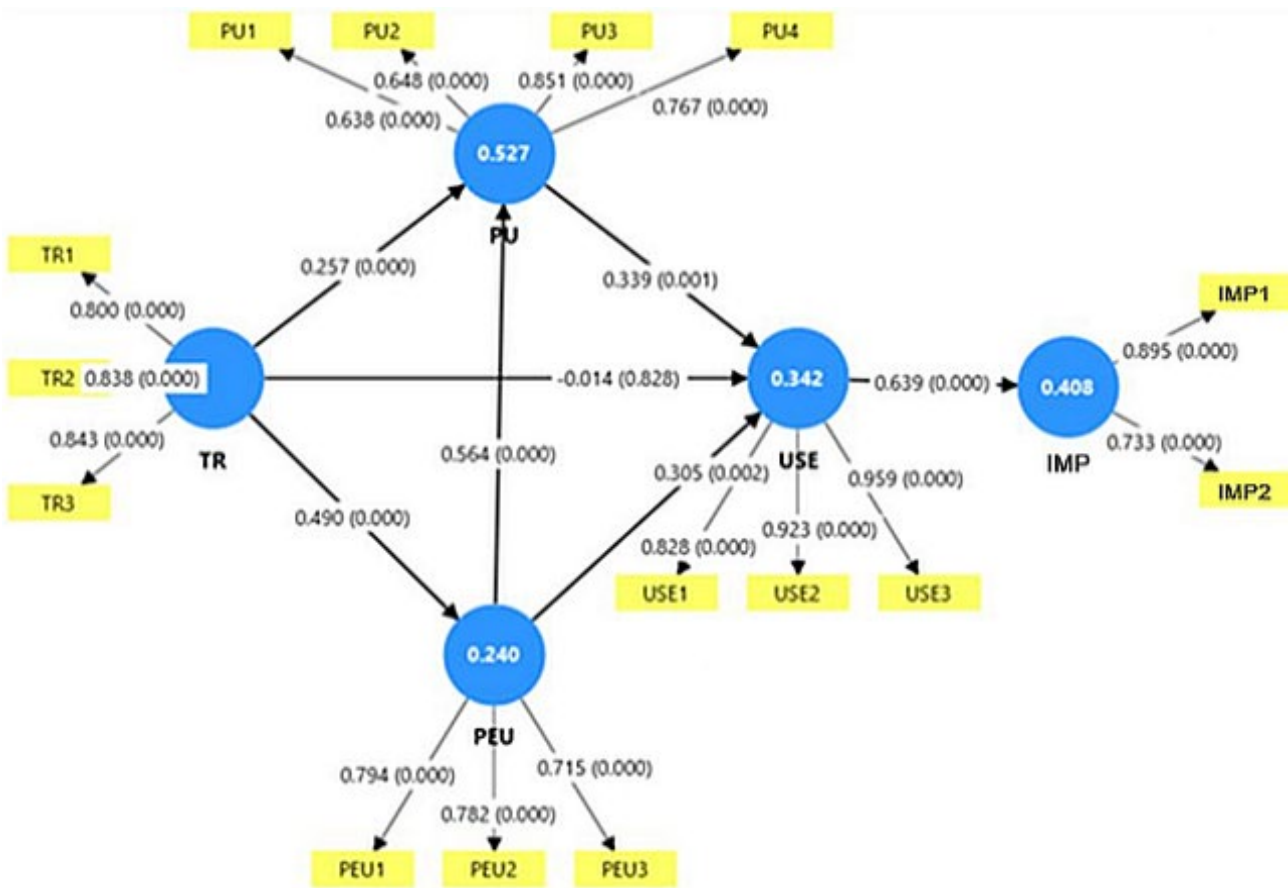 PU1
PU2
PU3
PU4
0.648 (0.000)
0.851 (0.000)
0.638 (0.000)
0.767 (0.000)
0.527
PU
TR1
0.257 (0.000)
0.339 (0.001)
0.800 (0.000)
IMP1
0.895 (0.000)
TR2
0.838 (0.000)
-0.014 (0.828)
0.342
0.639 (0.000)
0.408
0.843 (0.000)
TR
0.564 (0.000)
USE
IMP
0.733 (0.000)
0.305 (0.002)
0.959 (0.000)
IMP2
TR3
0.490 (0.000)
0.923 (0.000)
0.828 (0.000)
USE1
USE2
USE3
0.240
PEU
0.794 (0.000)
0.715 (0.000)
0.782 (0.000)
PEU1
PEU2
PEU3